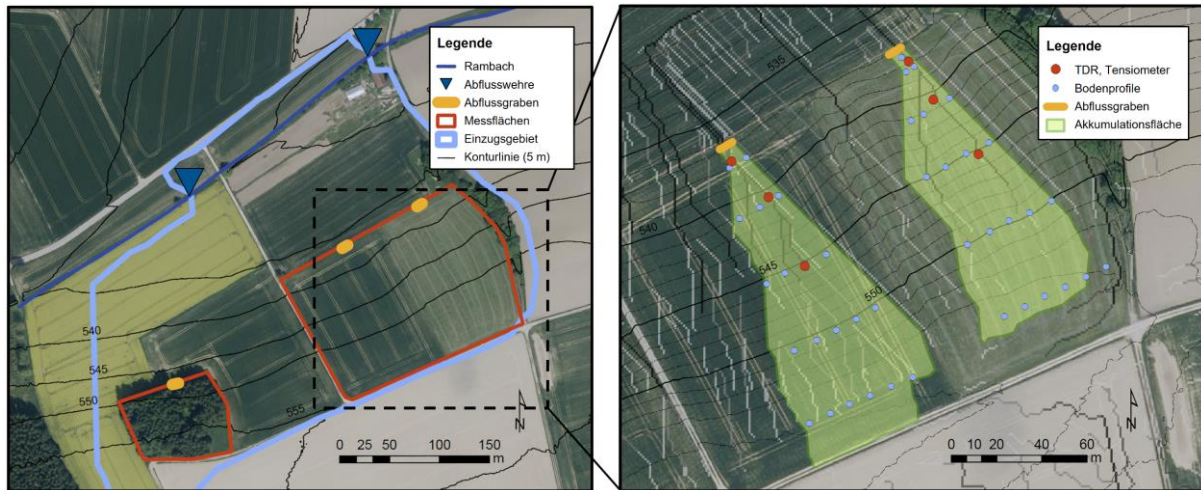 Legende
Rambach
Abflusswehre
Abflussgraben
Messflächen
Einzugsgebiet
Konturlinie (5 m)
540
545
550
555
N
0 25 50 100 150
m
Legende
TDR, Tensiometer
Bodenprofile
Abflussgraben
Akkumulationsfläche
535
540
545
550
N
0 10 20 40 60
m